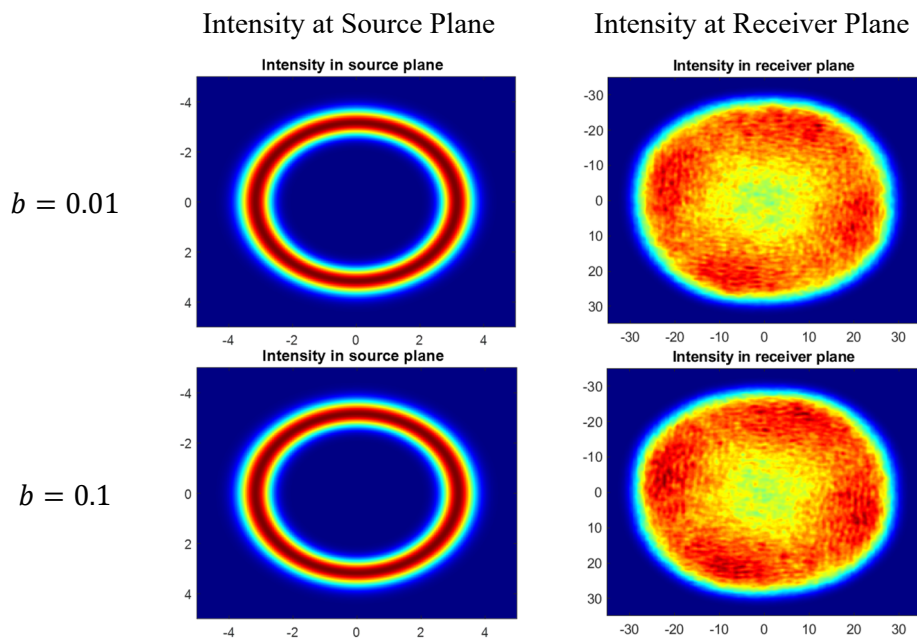 Intensity at Source Plane
Intensity at Receiver Plane
b = 0.01
Intensity in source plane
-4
-2
0
2
4
-4 -2 0 2 4
Intensity in receiver plane
-30
-20
-10
0
10
20
30
-30 -20 -10 0 10 20 30
b = 0.1
Intensity in source plane
-4
-2
0
2
4
-4 -2 0 2 4
Intensity in receiver plane
-30
-20
-10
0
10
20
30
-30 -20 -10 0 10 20 30